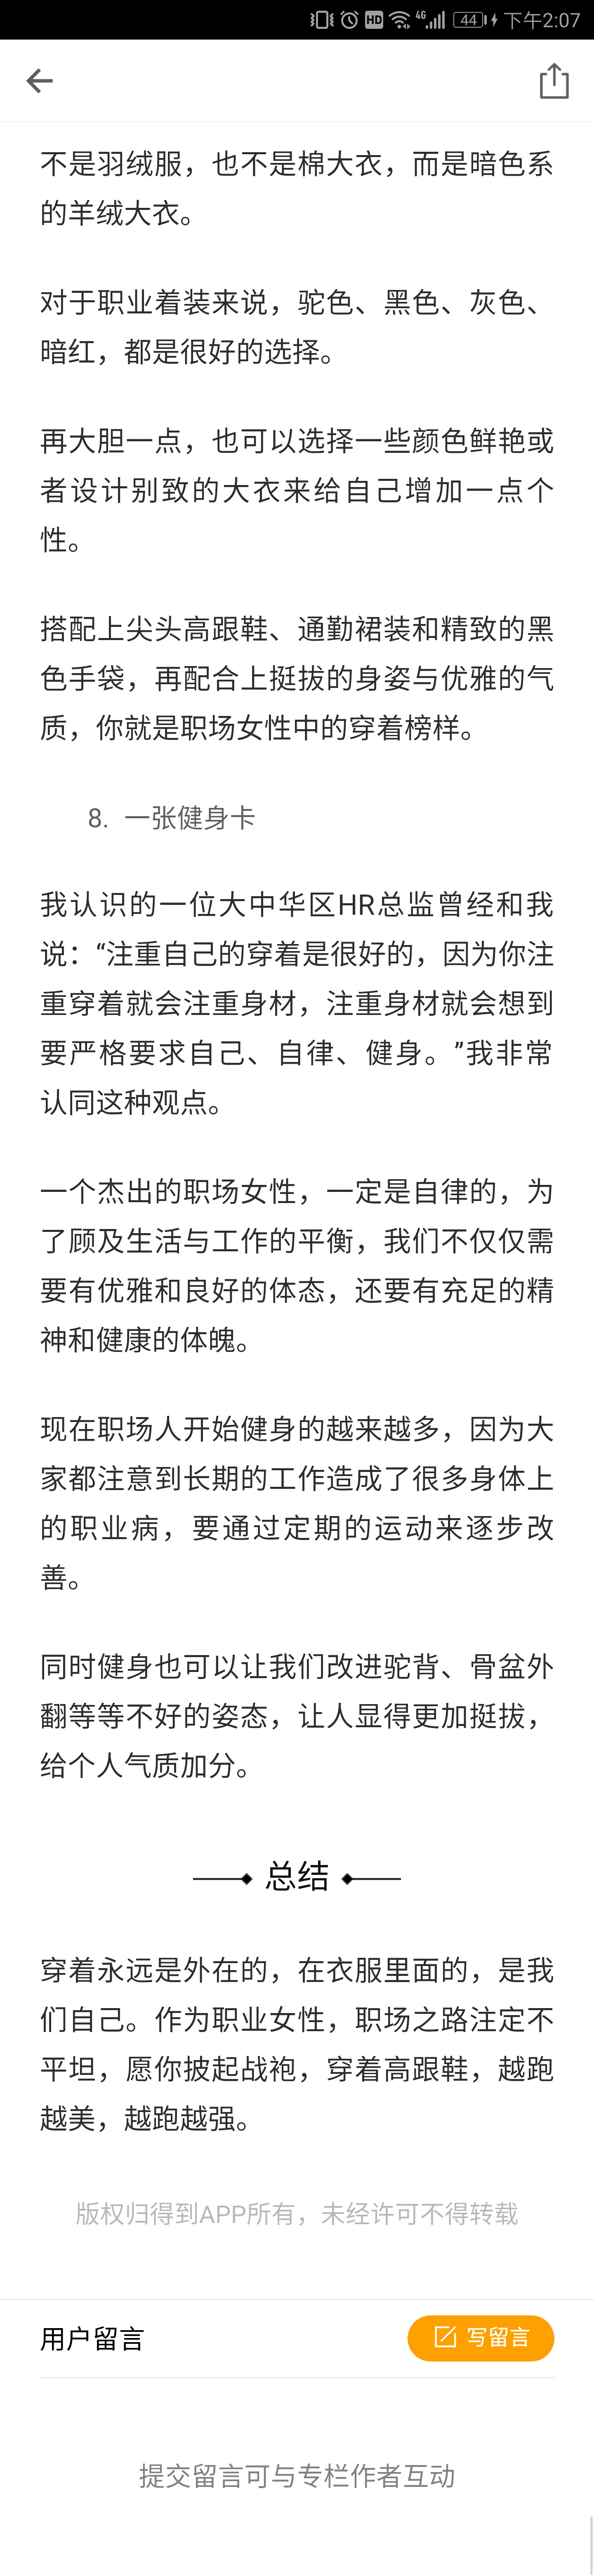 HD 4G 44 下午2:07
不是羽绒服，也不是棉大衣，而是暗色系
的羊绒大衣。
对于职业着装来说，驼色、黑色、灰色、
暗红，都是很好的选择。
再大胆一点，也可以选择一些颜色鲜艳或
者设计别致的大衣来给自己增加一点个
性。
搭配上尖头高跟鞋、通勤裙装和精致的黑
色手袋，再配合上挺拔的身姿与优雅的气
质，你就是职场女性中的穿着榜样。
8. 一张健身卡
我认识的一位大中华区HR总监曾经和我
说：“注重自己的穿着是很好的，因为你注
重穿着就会注重身材，注重身材就会想到
要严格要求自己、自律、健身。”我非常
认同这种观点。
一个杰出的职场女性，一定是自律的，为
了顾及生活与工作的平衡，我们不仅仅需
要有优雅和良好的体态，还要有充足的精
神和健康的体魄。
现在职场人开始健身的越来越多，因为大
家都注意到长期的工作造成了很多身体上
的职业病，要通过定期的运动来逐步改
善。
同时健身也可以让我们改进驼背、骨盆外
翻等等不好的姿态，让人显得更加挺拔，
给个人气质加分。
总结
穿着永远是外在的，在衣服里面的，是我
们自己。作为职业女性，职场之路注定不
平坦，愿你披起战袍，穿着高跟鞋，越跑
越美，越跑越强。
版权归得到APP所有，未经许可不得转载
用户留言
写留言
提交留言可与专栏作者互动